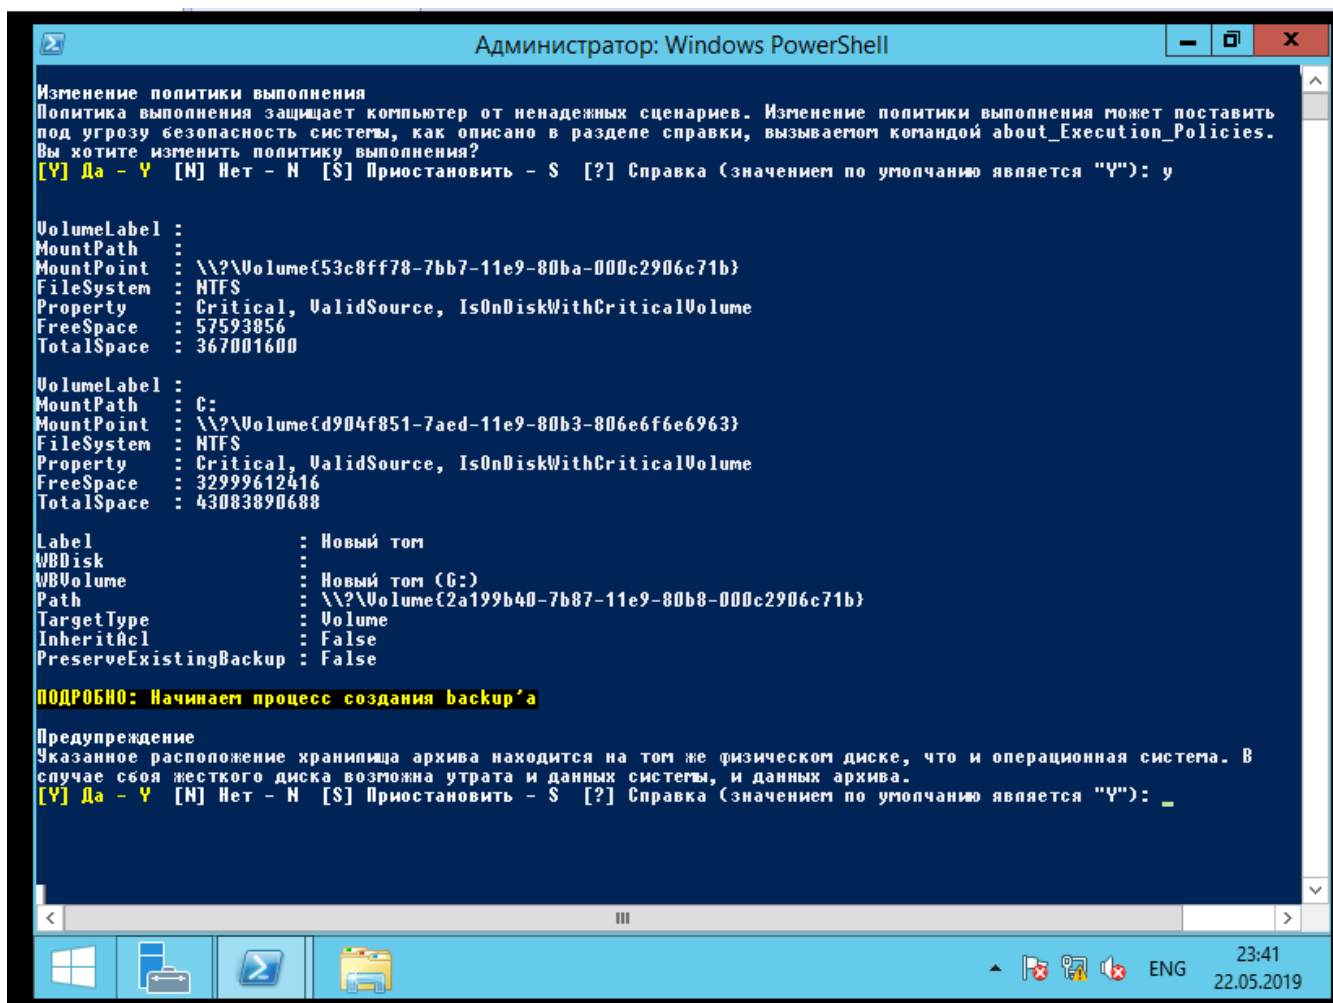 Администратор: Windows PowerShell
Изменение политики выполнения
Политика выполнения защищает компьютер от ненадежных сценариев. Изменение политики выполнения может поставить
под угрозу безопасность системы, как описано в разделе справки, вызываемом командой about_Execution_Policies.
Вы хотите изменить политику выполнения?
[Y] Да - Y  [N] Нет - N  [S] Приостановить - S  [?] Справка (значением по умолчанию является "Y"): y
VolumeLabel :
MountPath   :
MountPoint  : \\?\Volume{53c8ff78-7bb7-11e9-80ba-000c2906c71b}
FileSystem  : NTFS
Property    : Critical, ValidSource, IsOnDiskWithCriticalVolume
FreeSpace   : 57593856
TotalSpace  : 367001600
VolumeLabel :
MountPath   : C:
MountPoint  : \\?\Volume{d904f851-7aed-11e9-80b3-806e6f6e6963}
FileSystem  : NTFS
Property    : Critical, ValidSource, IsOnDiskWithCriticalVolume
FreeSpace   : 32999612416
TotalSpace  : 43083890688
Label                  : Новый том
WBDisk                 :
WBVolume               : Новый том (G:)
Path                   : \\?\Volume{2a199b40-7b87-11e9-80b8-000c2906c71b}
TargetType             : Volume
InheritAcl             : False
PreserveExistingBackup : False
ПОДРОБНО: Начинаем процесс создания backup'а
Предупреждение
Указанное расположение хранилища архива находится на том же физическом диске, что и операционная система. В
случае сбоя жесткого диска возможна утрата и данных системы, и данных архива.
[Y] Да - Y  [N] Нет - N  [S] Приостановить - S  [?] Справка (значением по умолчанию является "Y"): _
ENG
23:41
22.05.2019